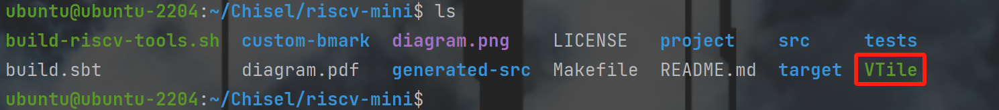 ubuntu@ubuntu-2204:~/Chisel/riscv-mini$ ls
build-riscv-tools.sh custom-bmark diagram.png LICENSE project src tests
build.sbt diagram.pdf generated-src Makefile README.md target VTile
ubuntu@ubuntu-2204:~/Chisel/riscv-mini$